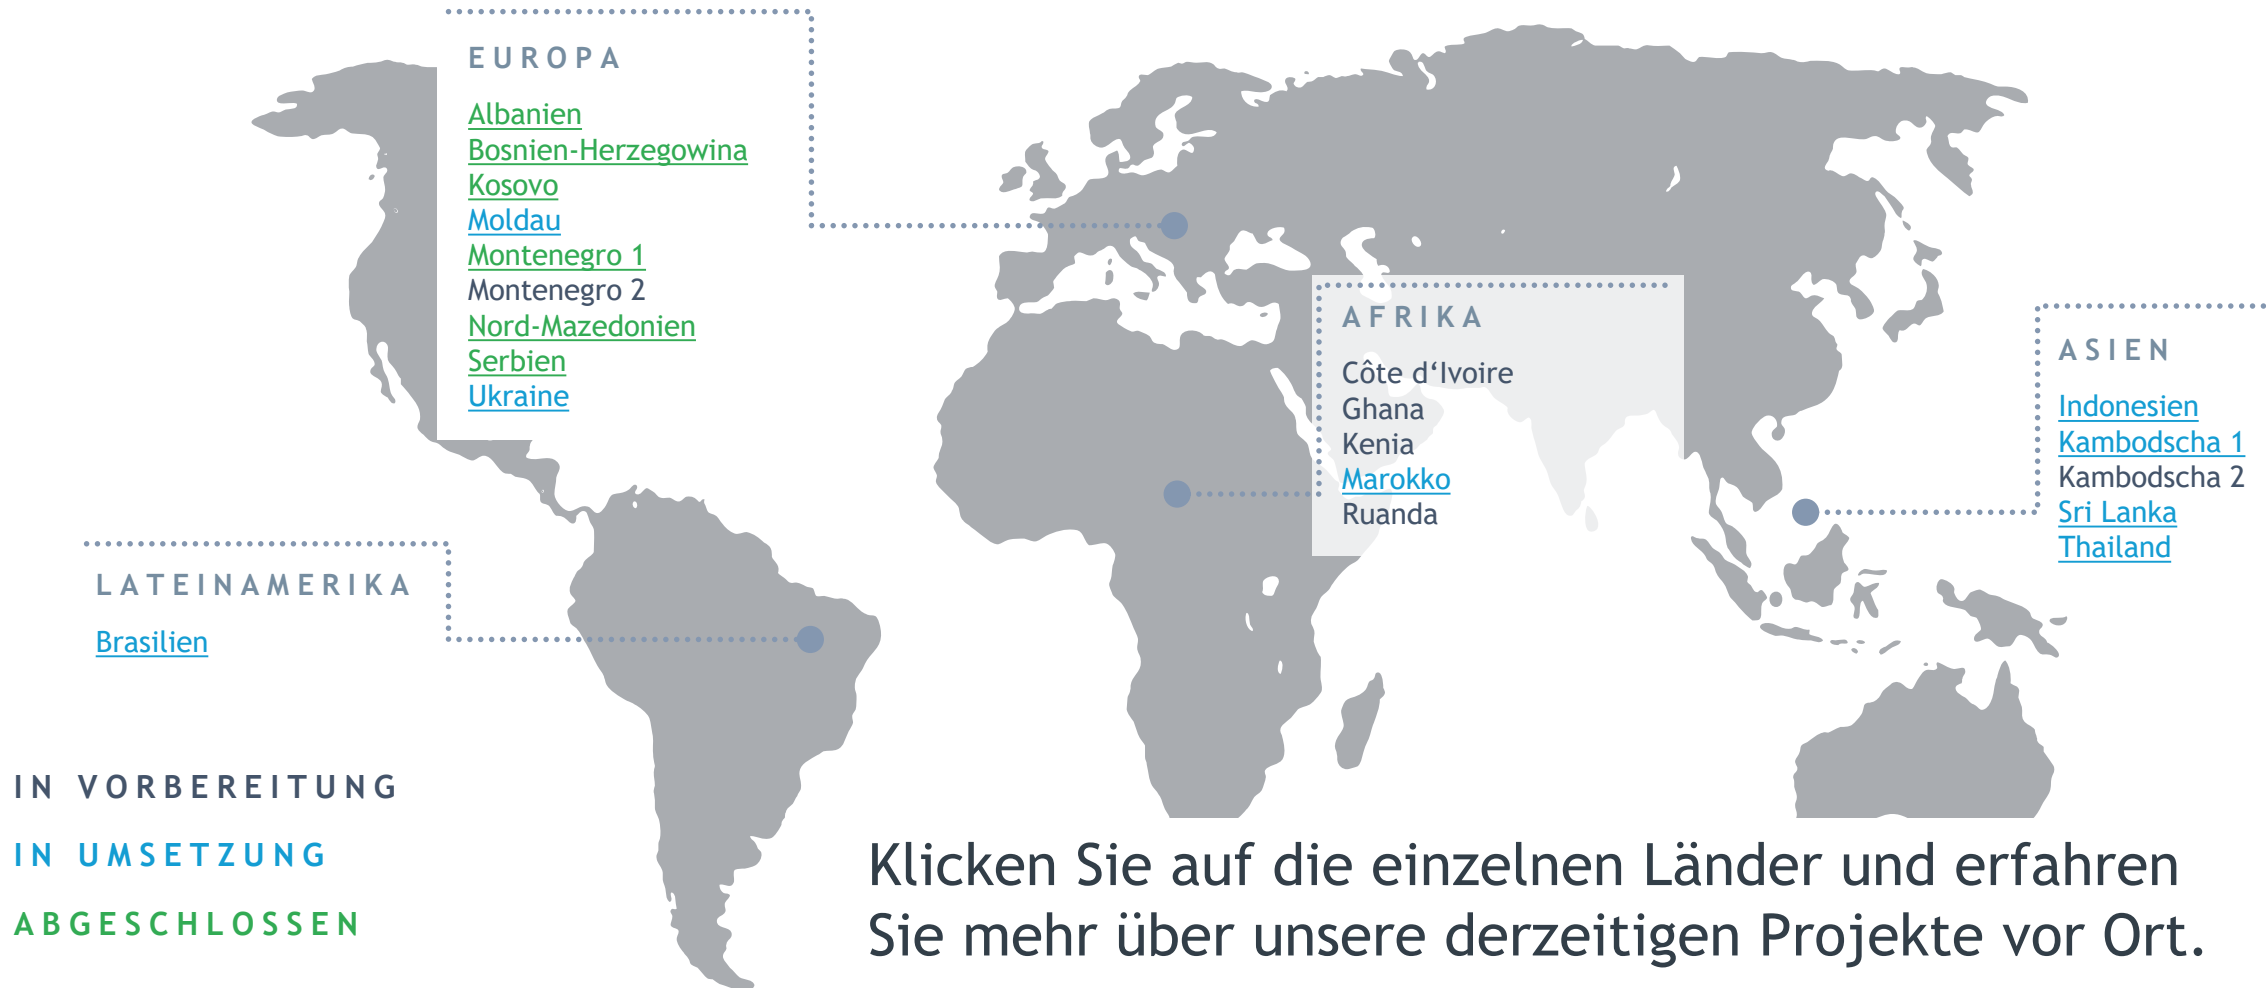 EUROPA
Albanien
Bosnien-Herzegowina
Kosovo
Moldau
Montenegro 1
Montenegro 2
Nord-Mazedonien
Serbien
Ukraine
AFRIKA
Côte d‘Ivoire
Ghana
Kenia
Marokko
Ruanda
ASIEN
Indonesien
Kambodscha 1
Kambodscha 2
Sri Lanka
Thailand
LATEINAMERIKA
Brasilien
IN VORBEREITUNG
IN UMSETZUNG
ABGESCHLOSSEN
Klicken Sie auf die einzelnen Länder und erfahren
Sie mehr über unsere derzeitigen Projekte vor Ort.